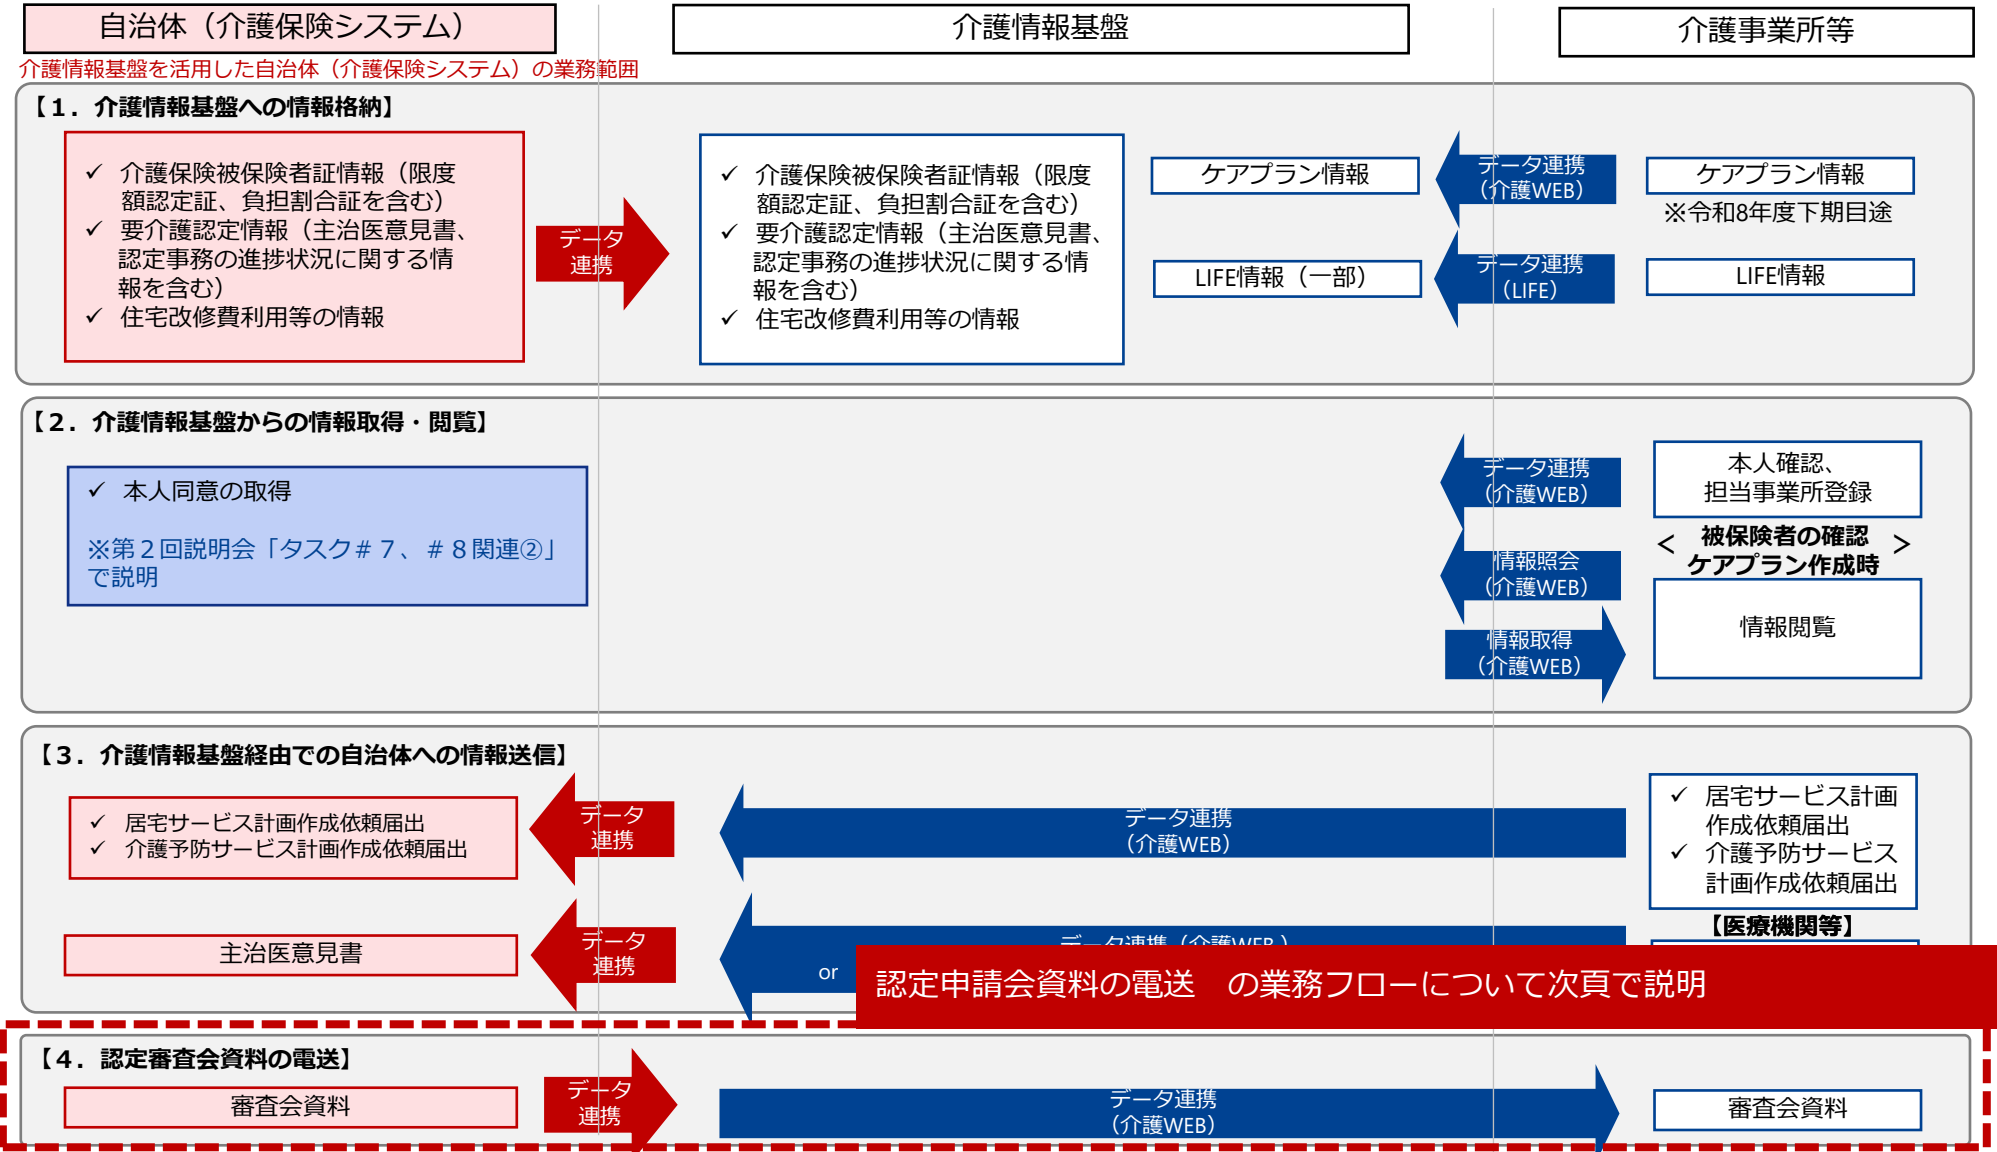 自治体（介護保険システム）
介護情報基盤
介護事業所等
介護情報基盤を活用した自治体（介護保険システム）の業務範囲
【１．介護情報基盤への情報格納】
✓ 介護保険被保険者証情報（限度
額認定証、負担割合証を含む）
✓ 要介護認定情報（主治医意見書、
認定事務の進捗状況に関する情
報を含む）
✓ 住宅改修費利用等の情報
データ
連携
✓ 介護保険被保険者証情報（限度
額認定証、負担割合証を含む）
✓ 要介護認定情報（主治医意見書、
認定事務の進捗状況に関する情
報を含む）
✓ 住宅改修費利用等の情報
ケアプラン情報
データ連携
（介護WEB）
ケアプラン情報
※令和8年度下期目途
LIFE情報（一部）
データ連携
（LIFE）
LIFE情報
【２．介護情報基盤からの情報取得・閲覧】
✓ 本人同意の取得
※第２回説明会「タスク＃７、＃８関連②」
で説明
データ連携
（介護WEB）
本人確認、
担当事業所登録
＜ 被保険者の確認 ＞
ケアプラン作成時
情報照会
（介護WEB）
情報取得
（介護WEB）
情報閲覧
【３．介護情報基盤経由での自治体への情報送信】
✓ 居宅サービス計画作成依頼届出
✓ 介護予防サービス計画作成依頼届出
データ
連携
データ連携
（介護WEB）
✓ 居宅サービス計画
作成依頼届出
✓ 介護予防サービス
計画作成依頼届出
【医療機関等】
主治医意見書
データ
連携
データ連携（介護WEB）
or
認定申請会資料の電送　の業務フローについて次頁で説明
【４．認定審査会資料の電送】
審査会資料
データ
連携
データ連携
（介護WEB）
審査会資料